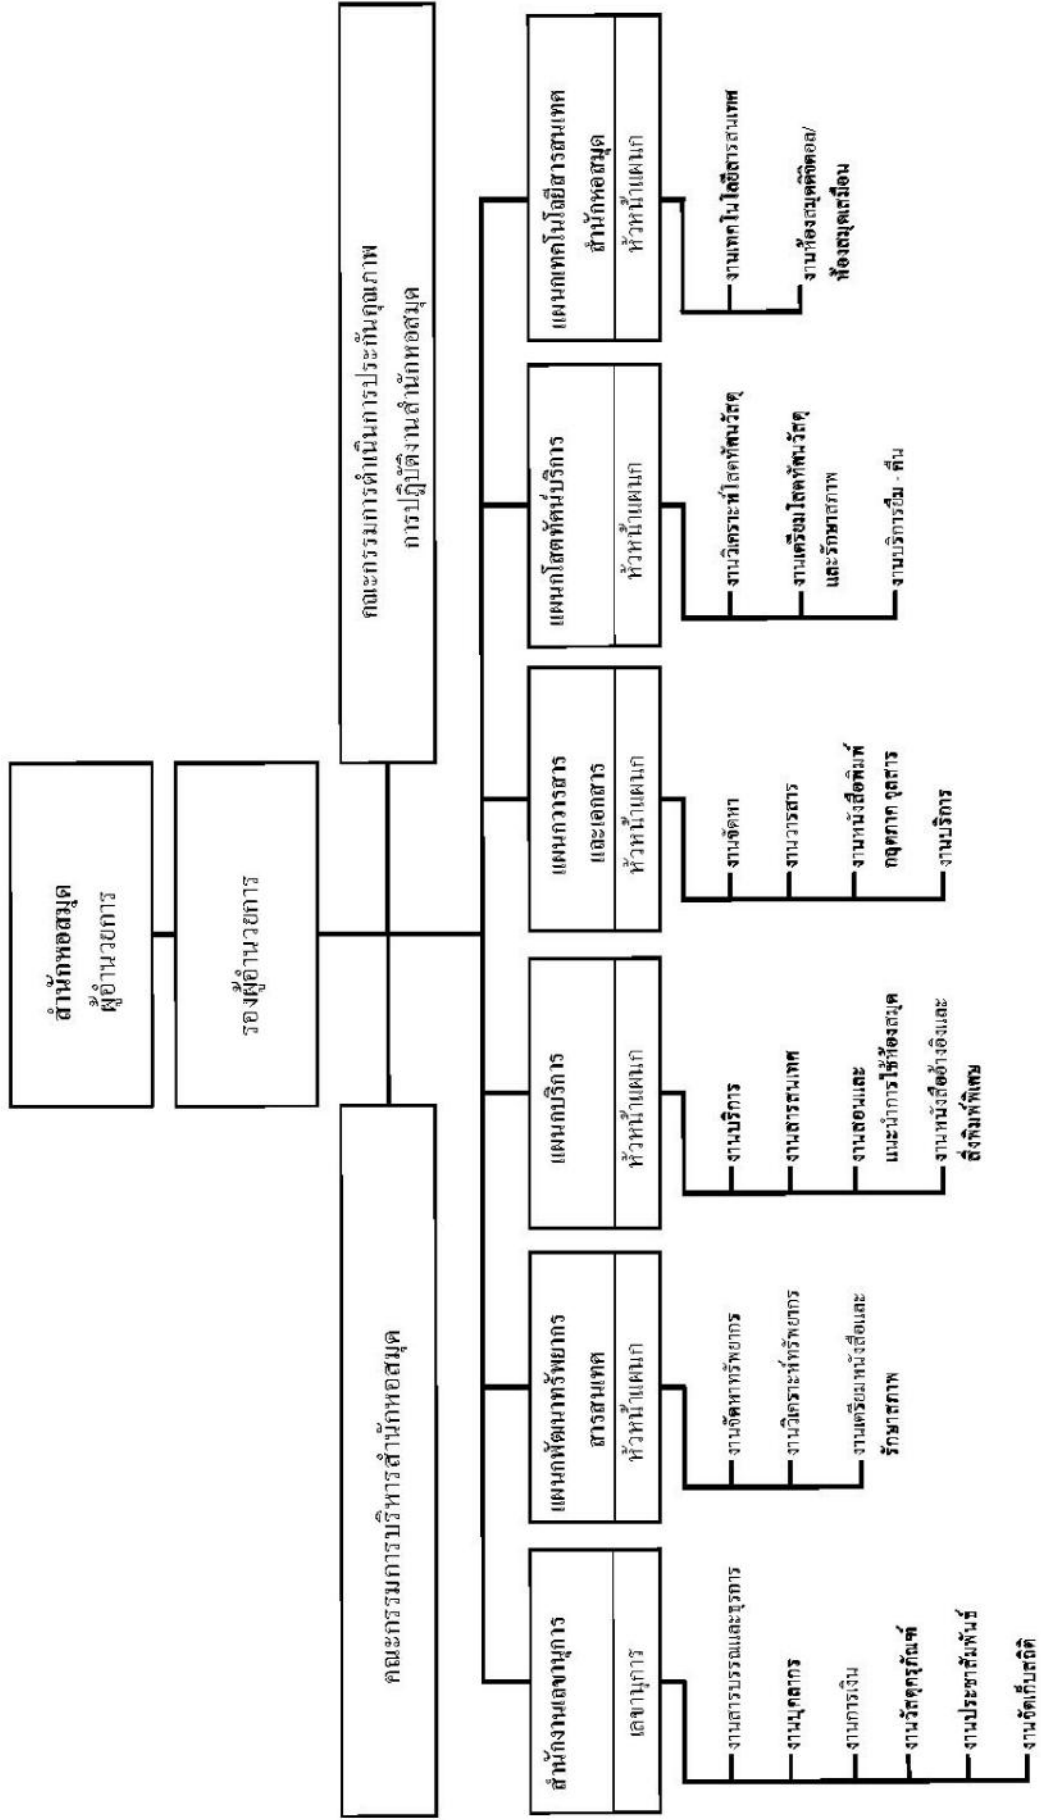 สำนักหอสมุด
ผู้อำนวยการ
รองผู้อำนวยการ
คณะกรรมการบริหารสำนักหอสมุด
คณะกรรมการดำเนินการประกันคุณภาพ
การปฏิบัติงานสำนักหอสมุด
สำนักงานเลขานุการ
เลขานุการ
งานสารบรรณและธุรการ
งานบุคลากร
งานการเงิน
งานวัสดุครุภัณฑ์
งานประชาสัมพันธ์
งานจัดเก็บสถิติ
แผนกพัฒนาทรัพยากร
สารสนเทศ
หัวหน้าแผนก
งานจัดหาทรัพยากร
งานวิเคราะห์ทรัพยากร
งานเตรียมหนังสือและ
รักษาสภาพ
แผนกบริการ
หัวหน้าแผนก
งานบริการ
งานสารสนเทศ
งานสอนและ
แนะนำการใช้ห้องสมุด
งานหนังสืออ้างอิงและ
สิ่งพิมพ์พิเศษ
แผนกวารสาร
และเอกสาร
หัวหน้าแผนก
งานจัดหา
งานวารสาร
งานหนังสือพิมพ์
กฤตภาค จุลสาร
งานบริการ
แผนกโสตทัศน์บริการ
หัวหน้าแผนก
งานวิเคราะห์โสตทัศนวัสดุ
งานเตรียมโสตทัศนวัสดุ
และรักษาสภาพ
งานบริการยืม - คืน
แผนกเทคโนโลยีสารสนเทศ
สำนักหอสมุด
หัวหน้าแผนก
งานเทคโนโลยีสารสนเทศ
งานห้องสมุดดิจิตอล/
ห้องสมุดเสมือน